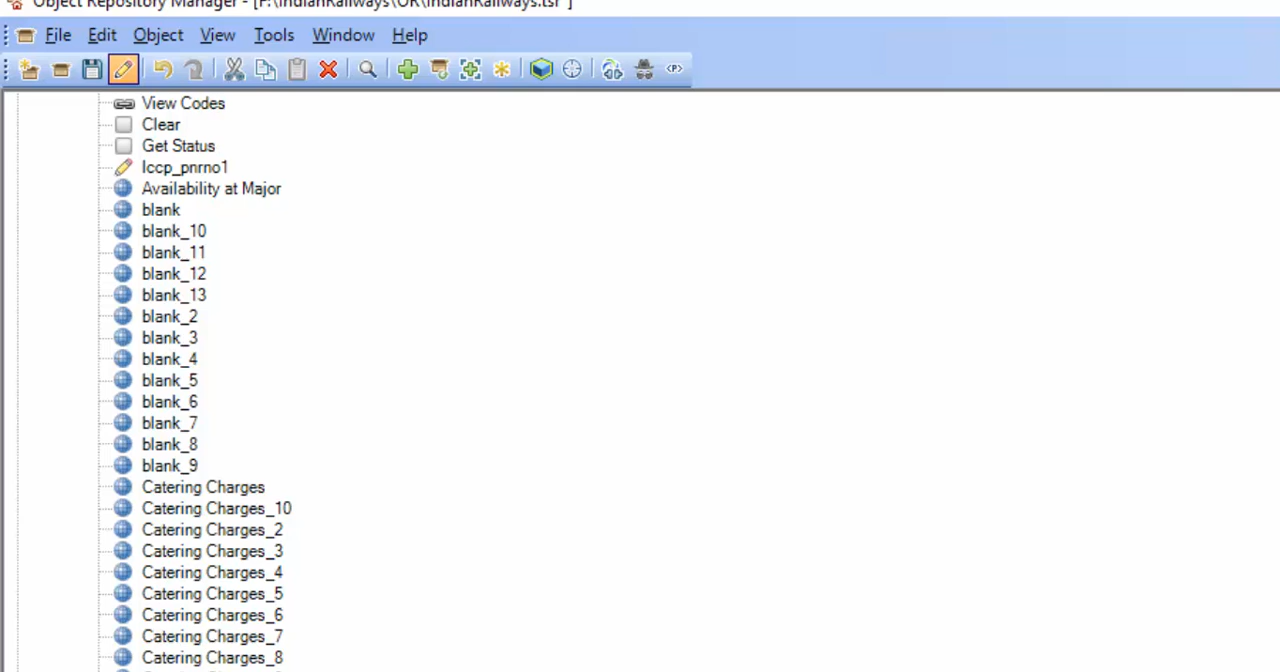 Object Repository Manager - [F:\IndianRailways\OR\IndianRailways.tsr ]
File Edit Object View Tools Window Help
View Codes
Clear
Get Status
lccp_pnrno1
Availability at Major
blank
blank_10
blank_11
blank_12
blank_13
blank_2
blank_3
blank_4
blank_5
blank_6
blank_7
blank_8
blank_9
Catering Charges
Catering Charges_10
Catering Charges_2
Catering Charges_3
Catering Charges_4
Catering Charges_5
Catering Charges_6
Catering Charges_7
Catering Charges_8